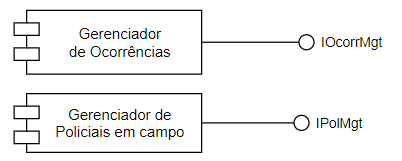 Gerenciador
de Ocorrências
IOcorrMgt
Gerenciador de
Policiais em campo
IPolMgt